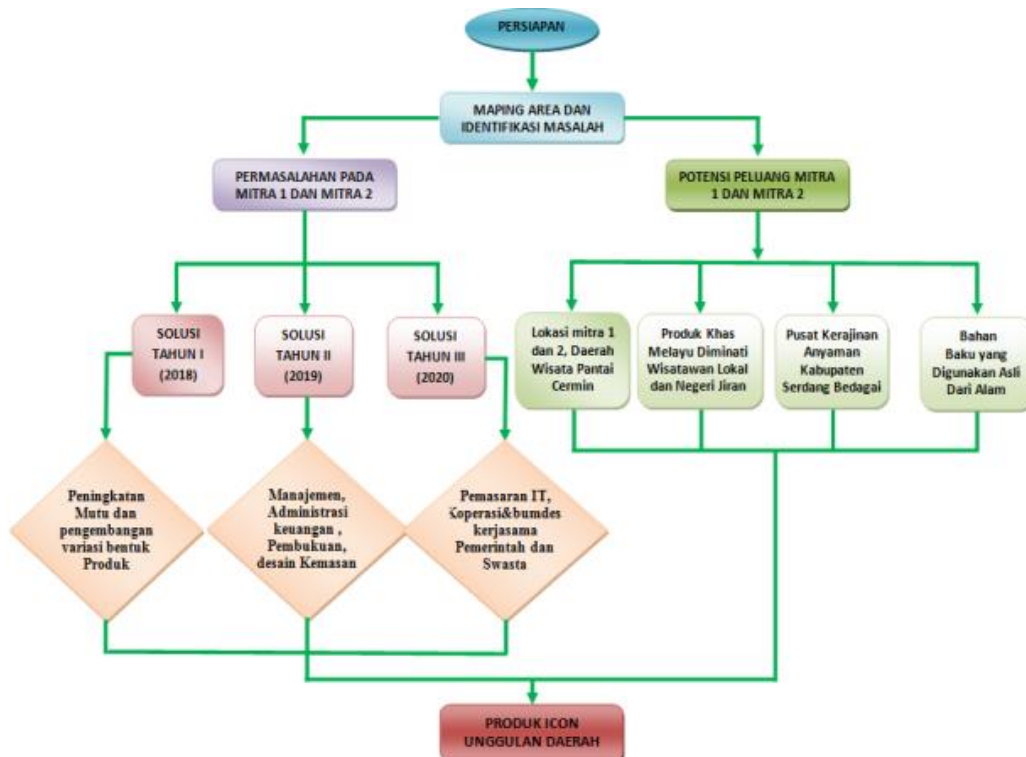 PERSIAPAN
MAPING AREA DAN
IDENTIFIKASI MASALAH
PERMASALAHAN PADA
MITRA 1 DAN MITRA 2
POTENSI PELUANG MITRA
1 DAN MITRA 2
SOLUSI
TAHUN I
(2018)
SOLUSI
TAHUN II
(2019)
SOLUSI
TAHUN III
(2020)
Lokasi mitra 1
dan 2, Daerah
Wisata Pantai
Cermin
Produk Khas
Melayu Diminati
Wisatawan Lokal
dan Negeri Jiran
Pusat Kerajinan
Anyaman
Kabupaten
Serdang Bedagai
Bahan
Baku yang
Digunakan Asli
Dari Alam
Peningkatan
Mutu dan
pengembangan
variasi bentuk
Produk
Manajemen,
Administrasi
keuangan ,
Pembukuan,
desain Kemasan
Pemasaran IT,
Koperasi&bumdes
kerjasama
Pemerintah dan
Swasta
PRODUK ICON
UNGGULAN DAERAH